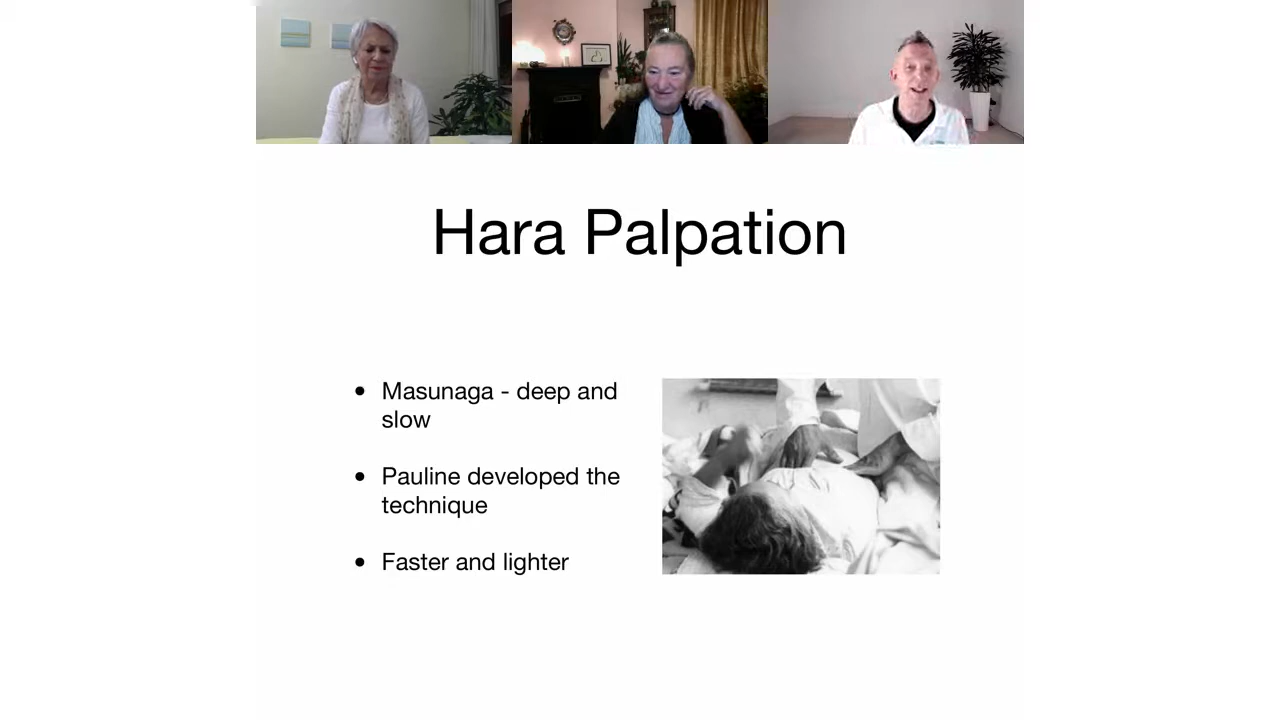 Hara Palpation
• Masunaga - deep and
slow
• Pauline developed the
technique
• Faster and lighter